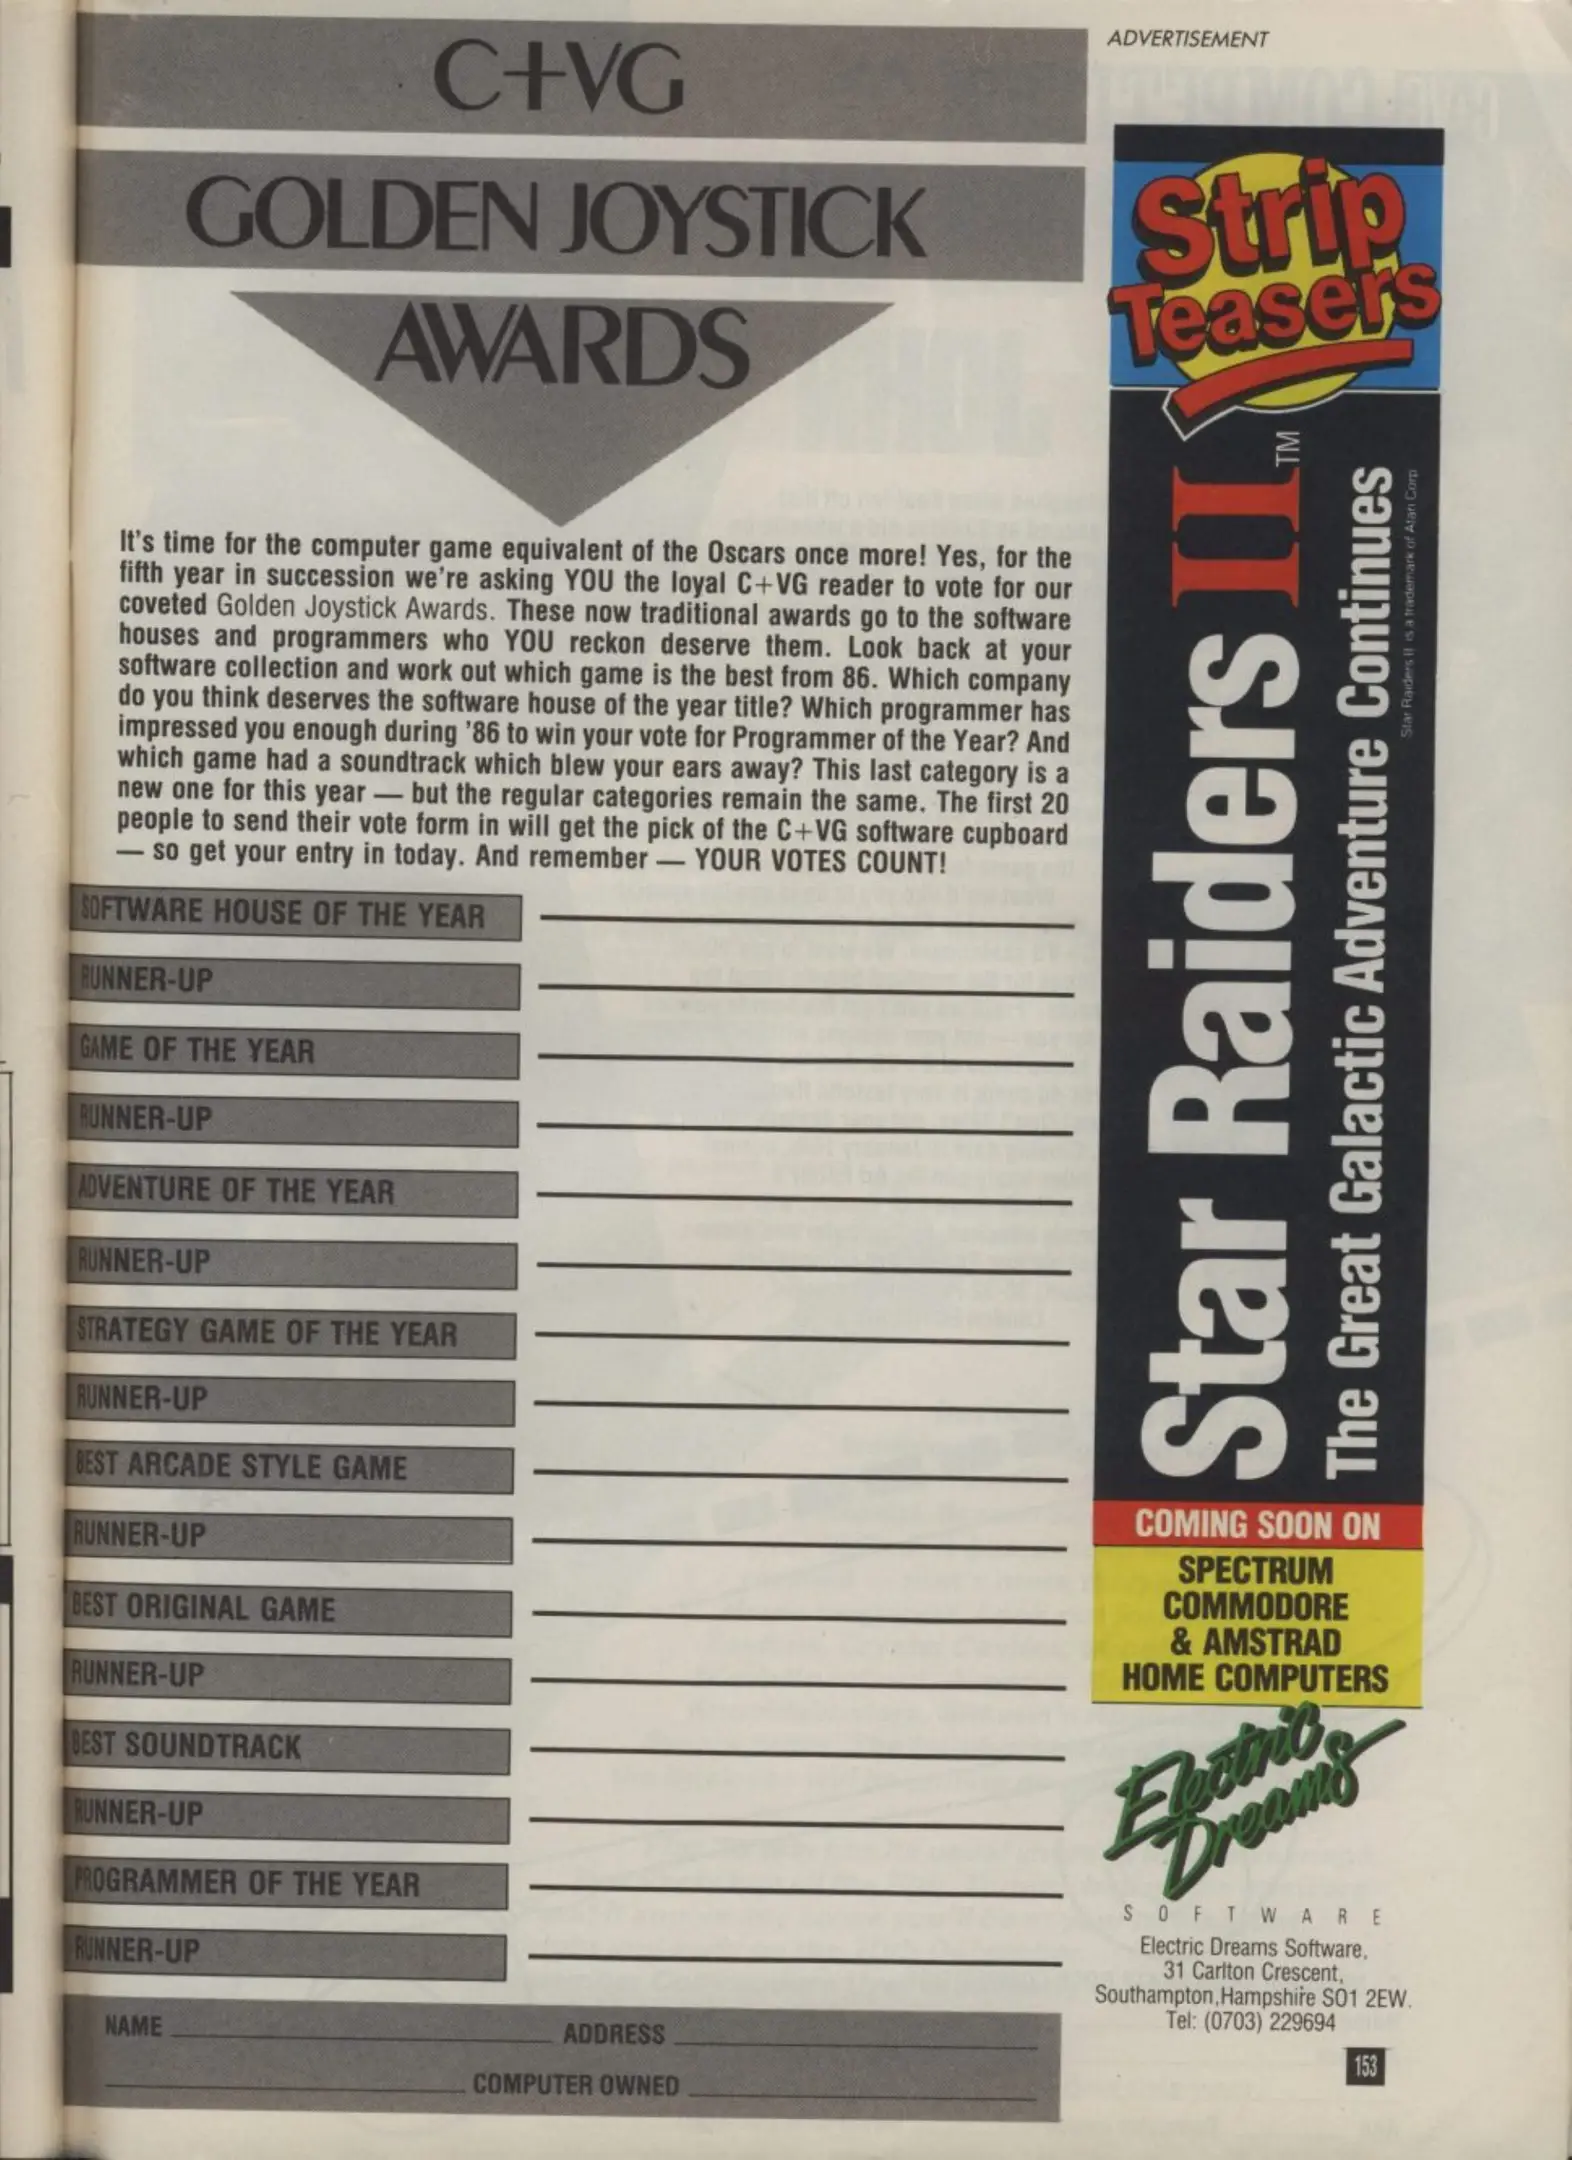 C+VG
GOLDEN JOYSTICK
AWARDS
It's time for the computer game equivalent of the Oscars once more! Yes, for the
fifth year in succession we're asking YOU the loyal C+VG reader to vote for our
coveted Golden Joystick Awards. These now traditional awards go to the software
houses and programmers who YOU reckon deserve them. Look back at your
software collection and work out which game is the best from 86. Which company
do you think deserves the software house of the year title? Which programmer has
impressed you enough during '86 to win your vote for Programmer of the Year? And
which game had a soundtrack which blew your ears away? This last category is a
new one for this year — but the regular categories remain the same. The first 20
people to send their vote form in will get the pick of the C+VG software cupboard
— so get your entry in today. And remember — YOUR VOTES COUNT!
SOFTWARE HOUSE OF THE YEAR
RUNNER-UP
GAME OF THE YEAR
RUNNER-UP
ADVENTURE OF THE YEAR
RUNNER-UP
STRATEGY GAME OF THE YEAR
RUNNER-UP
BEST ARCADE STYLE GAME
RUNNER-UP
BEST ORIGINAL GAME
RUNNER-UP
BEST SOUNDTRACK
RUNNER-UP
PROGRAMMER OF THE YEAR
RUNNER-UP
NAME ADDRESS
COMPUTER OWNED
ADVERTISEMENT
Strip
Teasers
Star Raiders II TM
The Great Galactic Adventure Continues
Star Raiders II is a trademark of Atari Corp
COMING SOON ON
SPECTRUM
COMMODORE
& AMSTRAD
HOME COMPUTERS
Electric
Dreams
SOFTWARE
Electric Dreams Software,
31 Carlton Crescent,
Southampton, Hampshire SO1 2EW.
Tel: (0703) 229694
153